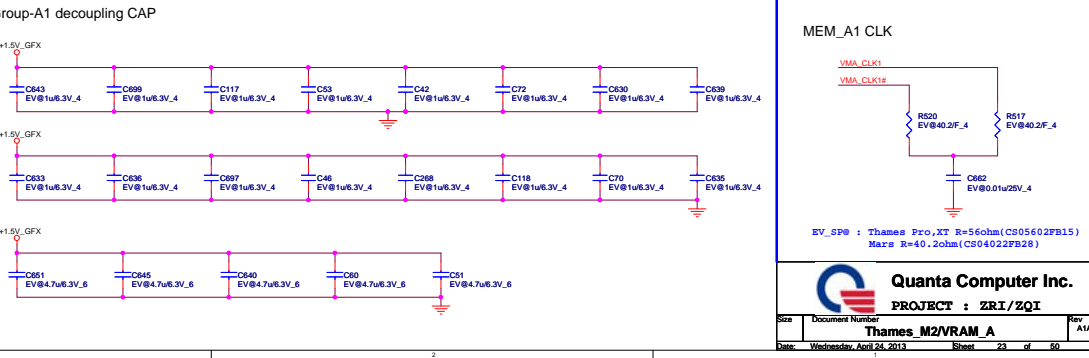 Group-A1 decoupling CAP
+1.5V_GFX
C643 C699 C117 C53 C42 C72 C630 C639
EV@1u/6.3V_4 EV@1u/6.3V_4 EV@1u/6.3V_4 EV@1u/6.3V_4 EV@1u/6.3V_4 EV@1u/6.3V_4 EV@1u/6.3V_4 EV@1u/6.3V_4
+1.5V_GFX
C633 C636 C697 C46 C268 C118 C70 C635
EV@1u/6.3V_4 EV@1u/6.3V_4 EV@1u/6.3V_4 EV@1u/6.3V_4 EV@1u/6.3V_4 EV@1u/6.3V_4 EV@1u/6.3V_4 EV@1u/6.3V_4
+1.5V_GFX
C651 C645 C640 C60 C51
EV@4.7u/6.3V_6 EV@4.7u/6.3V_6 EV@4.7u/6.3V_6 EV@4.7u/6.3V_6 EV@4.7u/6.3V_6
2
MEM_A1 CLK
VMA_CLK1
VMA_CLK1#
R520 R517
EV@40.2/F_4 EV@40.2/F_4
C662
EV@0.01u/25V_4
EV_SP@ : Thames Pro,XT R=56ohm(CS05602FB15)
Mars R=40.2ohm(CS04022FB28)
Quanta Computer Inc.
PROJECT : ZRI/ZQI
Size Document Number Rev
Thames_M2/VRAM_A A1A
Date: Wednesday, April 24, 2013 Sheet 23 of 50
1